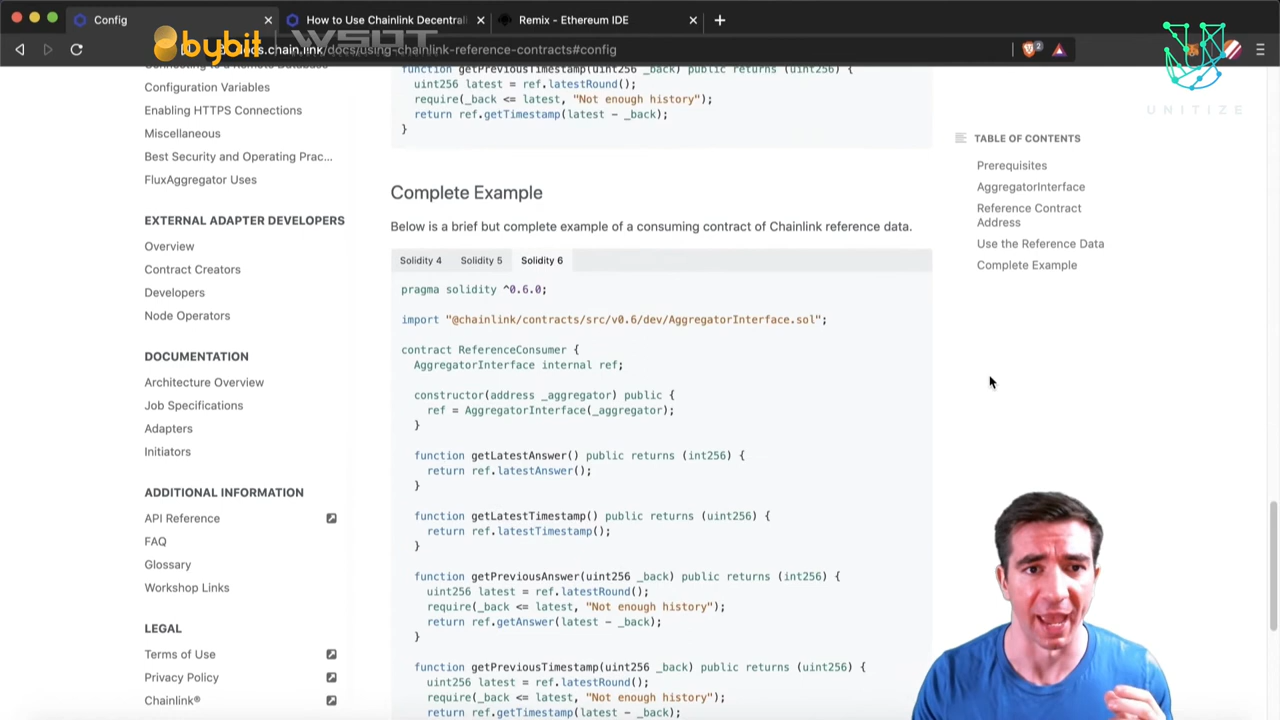 Config
How to Use Chainlink Decentrali
Remix - Ethereum IDE
bybit
WSOT
docs.chain.link/docs/using-chainlink-reference-contracts#config
2
UNITIZE
Connecting to a Remote Database
Configuration Variables
Enabling HTTPS Connections
Miscellaneous
Best Security and Operating Prac...
FluxAggregator Uses
EXTERNAL ADAPTER DEVELOPERS
Overview
Contract Creators
Developers
Node Operators
DOCUMENTATION
Architecture Overview
Job Specifications
Adapters
Initiators
ADDITIONAL INFORMATION
API Reference
FAQ
Glossary
Workshop Links
LEGAL
Terms of Use
Privacy Policy
Chainlink®
function getPreviousTimestamp(uint256 _back) public returns (uint256) {
uint256 latest = ref.latestRound();
require(_back <= latest, "Not enough history");
return ref.getTimestamp(latest - _back);
}
Complete Example
Below is a brief but complete example of a consuming contract of Chainlink reference data.
Solidity 4
Solidity 5
Solidity 6
pragma solidity ^0.6.0;
import "@chainlink/contracts/src/v0.6/dev/AggregatorInterface.sol";
contract ReferenceConsumer {
AggregatorInterface internal ref;
constructor(address _aggregator) public {
ref = AggregatorInterface(_aggregator);
}
function getLatestAnswer() public returns (int256) {
return ref.latestAnswer();
}
function getLatestTimestamp() public returns (uint256) {
return ref.latestTimestamp();
}
function getPreviousAnswer(uint256 _back) public returns (int256) {
uint256 latest = ref.latestRound();
require(_back <= latest, "Not enough history");
return ref.getAnswer(latest - _back);
}
function getPreviousTimestamp(uint256 _back) public returns (uint256) {
uint256 latest = ref.latestRound();
require(_back <= latest, "Not enough history");
return ref.getTimestamp(latest - _back);
TABLE OF CONTENTS
Prerequisites
AggregatorInterface
Reference Contract
Address
Use the Reference Data
Complete Example